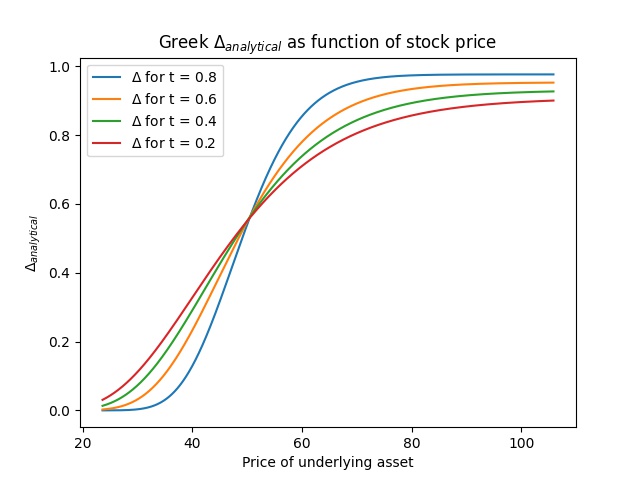 Greek Δanalytical as function of stock price
1.0
0.8
0.6
0.4
0.2
0.0
Δanalytical
Δ for t = 0.8
Δ for t = 0.6
Δ for t = 0.4
Δ for t = 0.2
20 40 60 80 100
Price of underlying asset